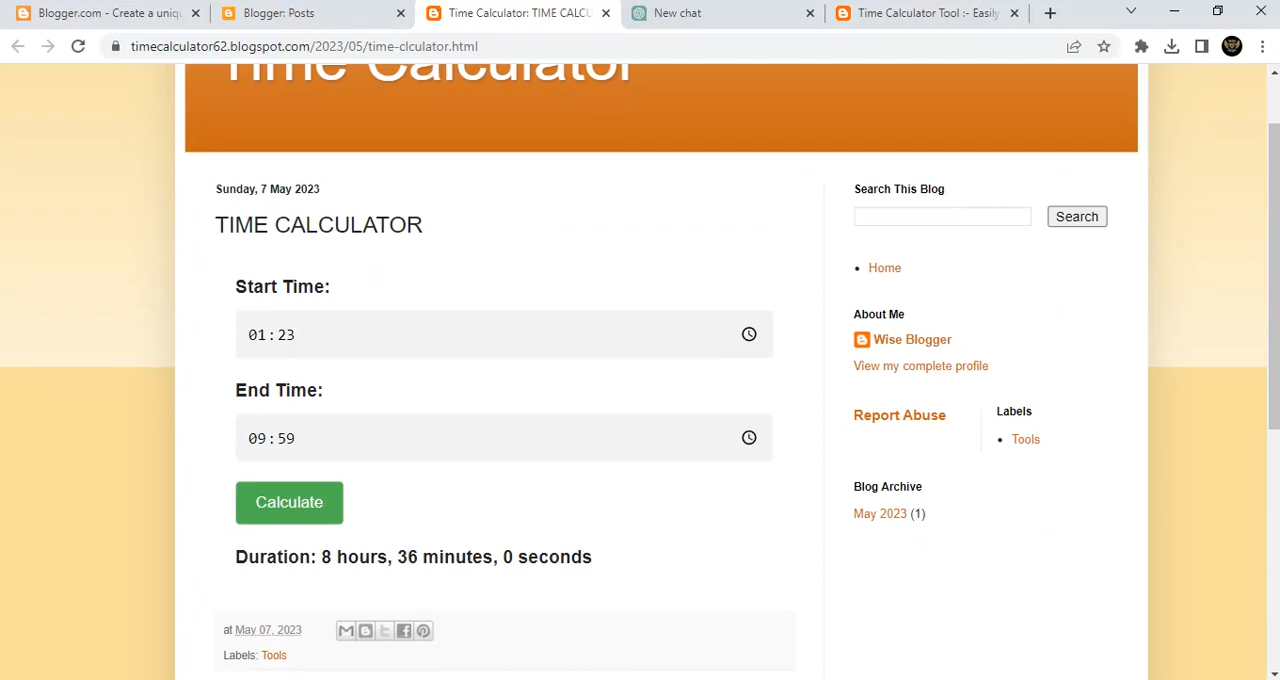 Blogger.com - Create a uniqu
Blogger: Posts
Time Calculator: TIME CALCU
New chat
Time Calculator Tool :- Easily
timecalculator62.blogspot.com/2023/05/time-clculator.html
Time Calculator
Sunday, 7 May 2023
TIME CALCULATOR
Start Time:
01:23
End Time:
09:59
Calculate
Duration: 8 hours, 36 minutes, 0 seconds
at May 07, 2023
Labels: Tools
Search This Blog
Search
Home
About Me
Wise Blogger
View my complete profile
Report Abuse
Labels
Tools
Blog Archive
May 2023 (1)